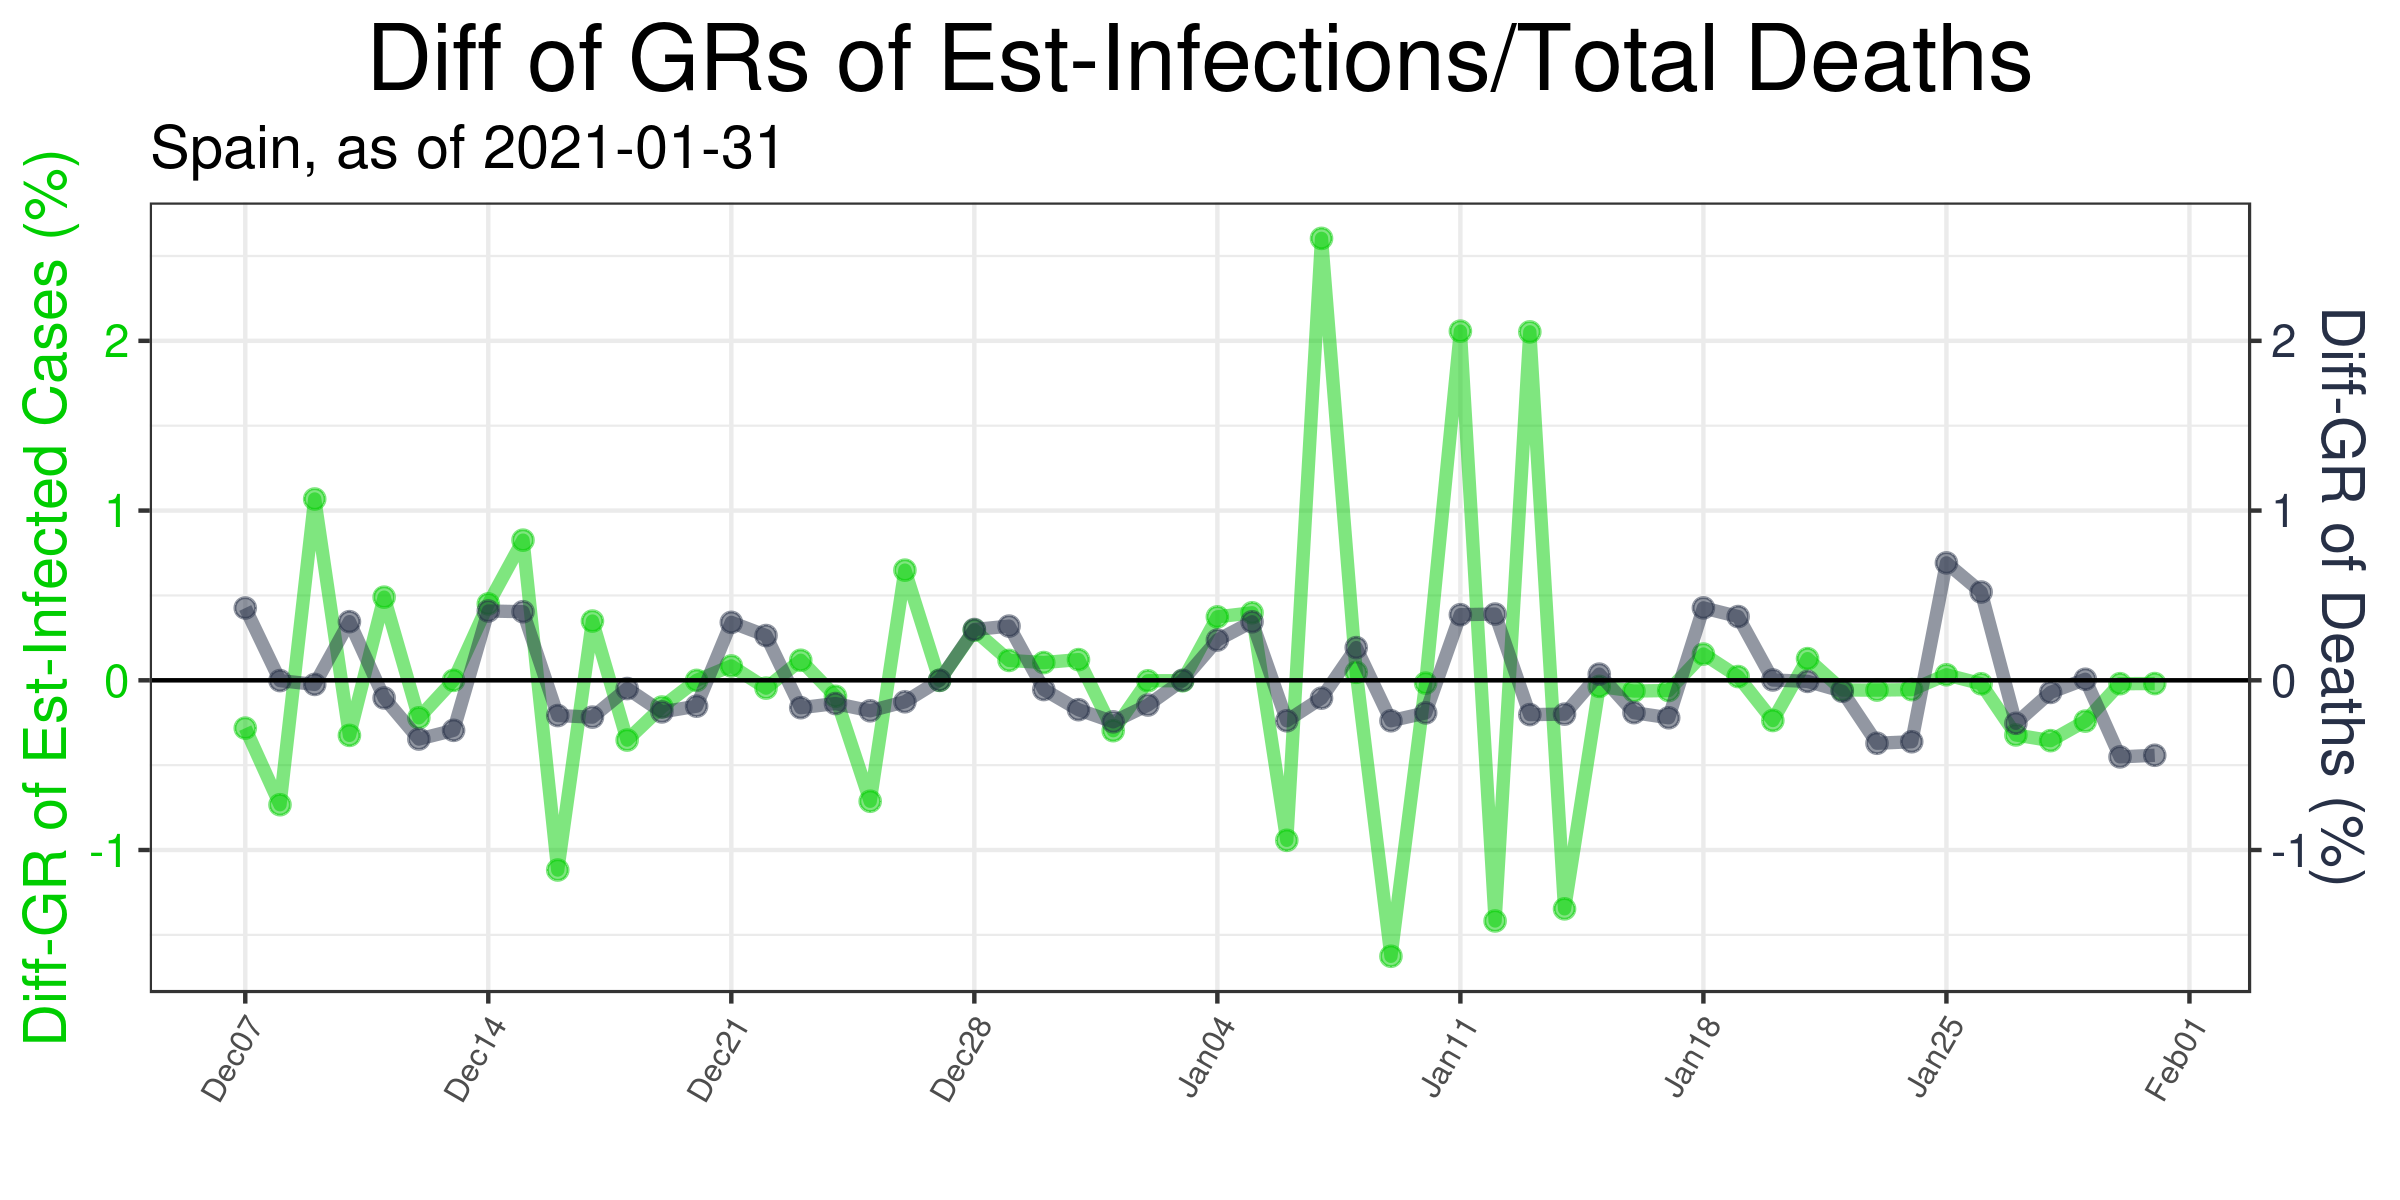 Diff of GRs of Est-Infections/Total Deaths
Spain, as of 2021-01-31
Diff-GR of Est-Infected Cases (%)
2
1
0
-1
2
1
0
-1
Diff-GR of Deaths (%)
Dec07
Dec14
Dec21
Dec28
Jan04
Jan11
Jan18
Jan25
Feb01